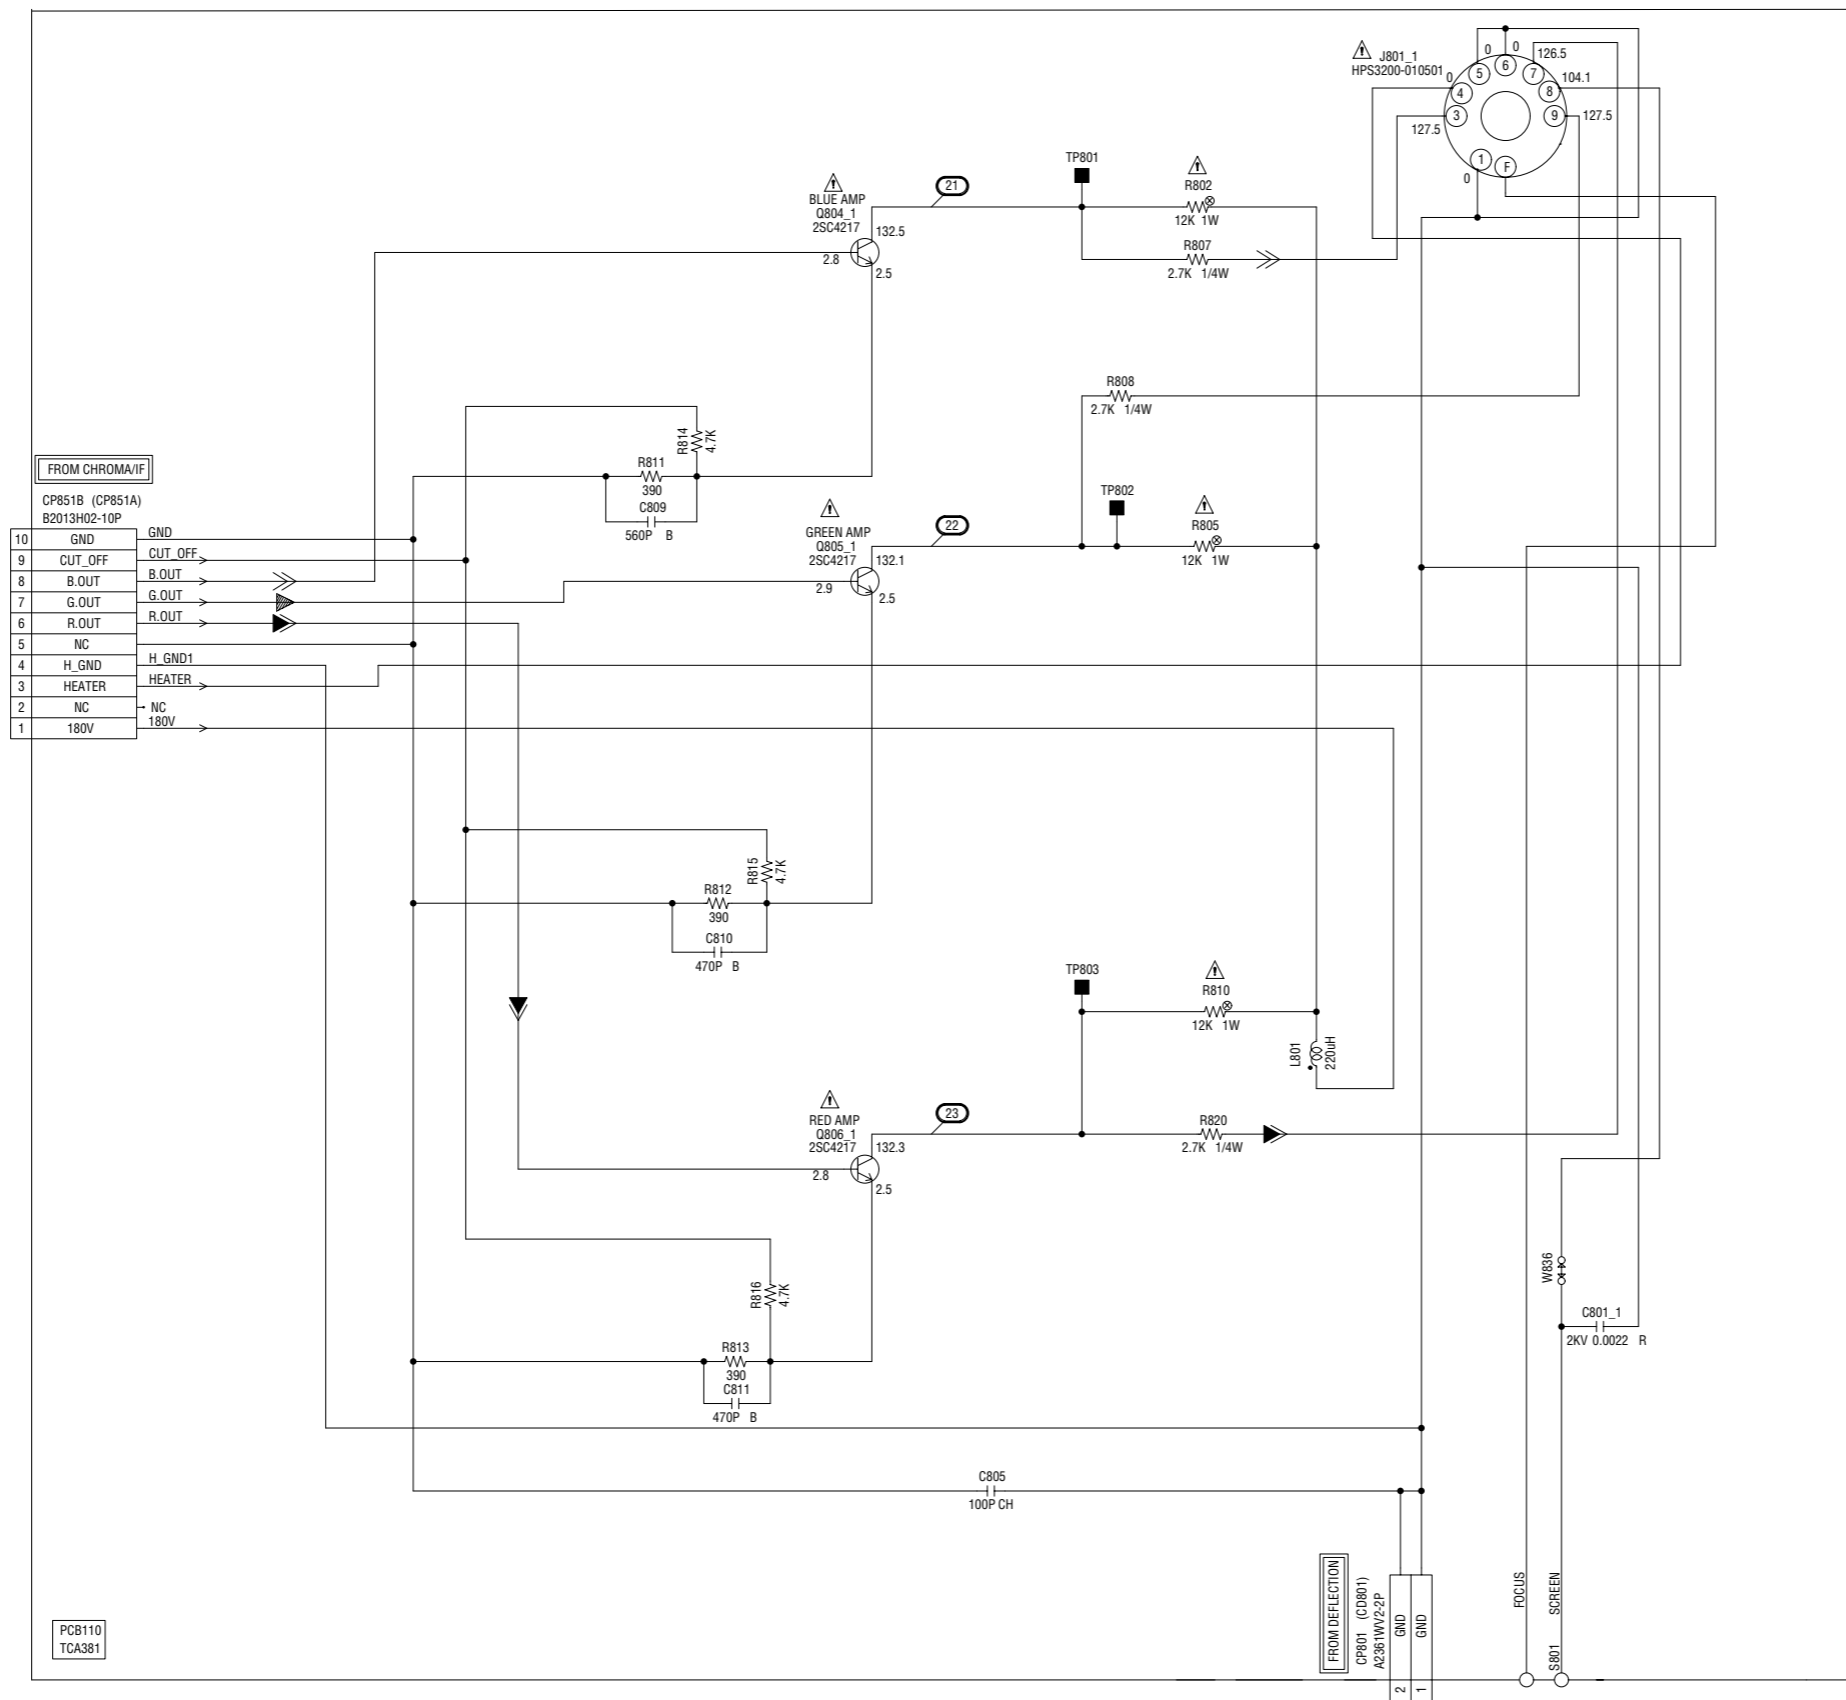 J801_1
HPS3200-010501
0
0
126.5
5
6
7
0
104.1
4
8
3
9
127.5
127.5
1
F
0
TP801
R802
12K 1W
21
BLUE AMP
Q804_1
2SC4217
132.5
2.8
2.5
R807
2.7K 1/4W
R808
2.7K 1/4W
R814
4.7K
R811
390
C809
560P B
FROM CHROMA/IF
CP851B (CP851A)
B2013H02-10P
10 GND GND
9 CUT_OFF CUT_OFF
8 B.OUT B.OUT
7 G.OUT G.OUT
6 R.OUT R.OUT
5 NC
4 H_GND H_GND1
3 HEATER HEATER
2 NC NC
1 180V 180V
TP802
R805
12K 1W
22
GREEN AMP
Q805_1
2SC4217
132.1
2.9
2.5
R815
4.7K
R812
390
C810
470P B
TP803
R810
12K 1W
L801
220uH
23
RED AMP
Q806_1
2SC4217
132.3
2.8
2.5
R820
2.7K 1/4W
R816
4.7K
R813
390
C811
470P B
W836
C801_1
2KV 0.0022 R
C805
100P CH
FROM DEFLECTION
CP801 (CD801)
A2361WV2-2P
2 GND
1 GND
FOCUS
SCREEN
S801
PCB110
TCA381